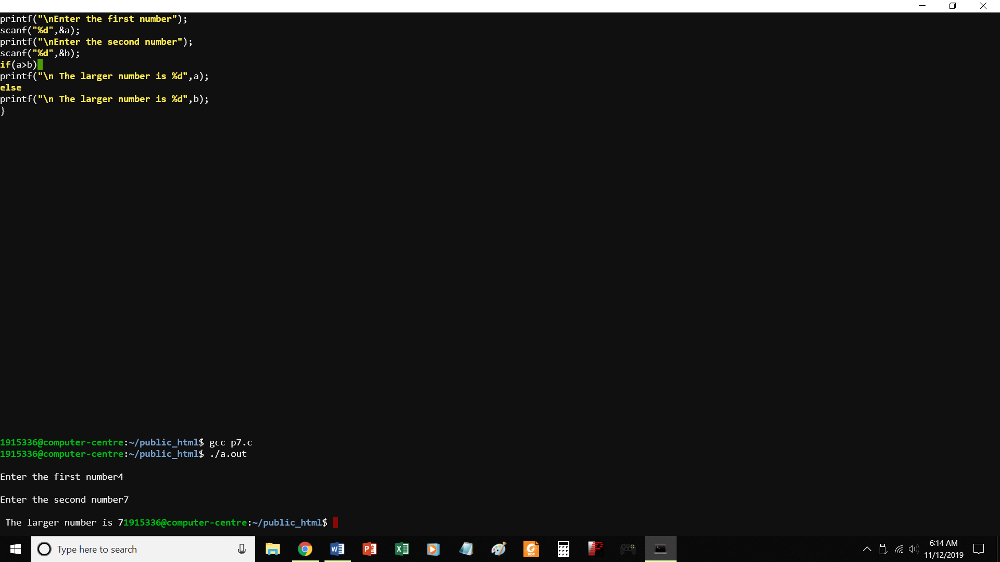 printf("\nEnter the first number");
scanf("%d",&a);
printf("\nEnter the second number");
scanf("%d",&b);
if(a>b)
printf("\n The larger number is %d",a);
else
printf("\n The larger number is %d",b);
}
1915336@computer-centre:~/public_html$ gcc p7.c
1915336@computer-centre:~/public_html$ ./a.out
Enter the first number4
Enter the second number7
The larger number is 71915336@computer-centre:~/public_html$
Type here to search
6:14 AM
11/12/2019